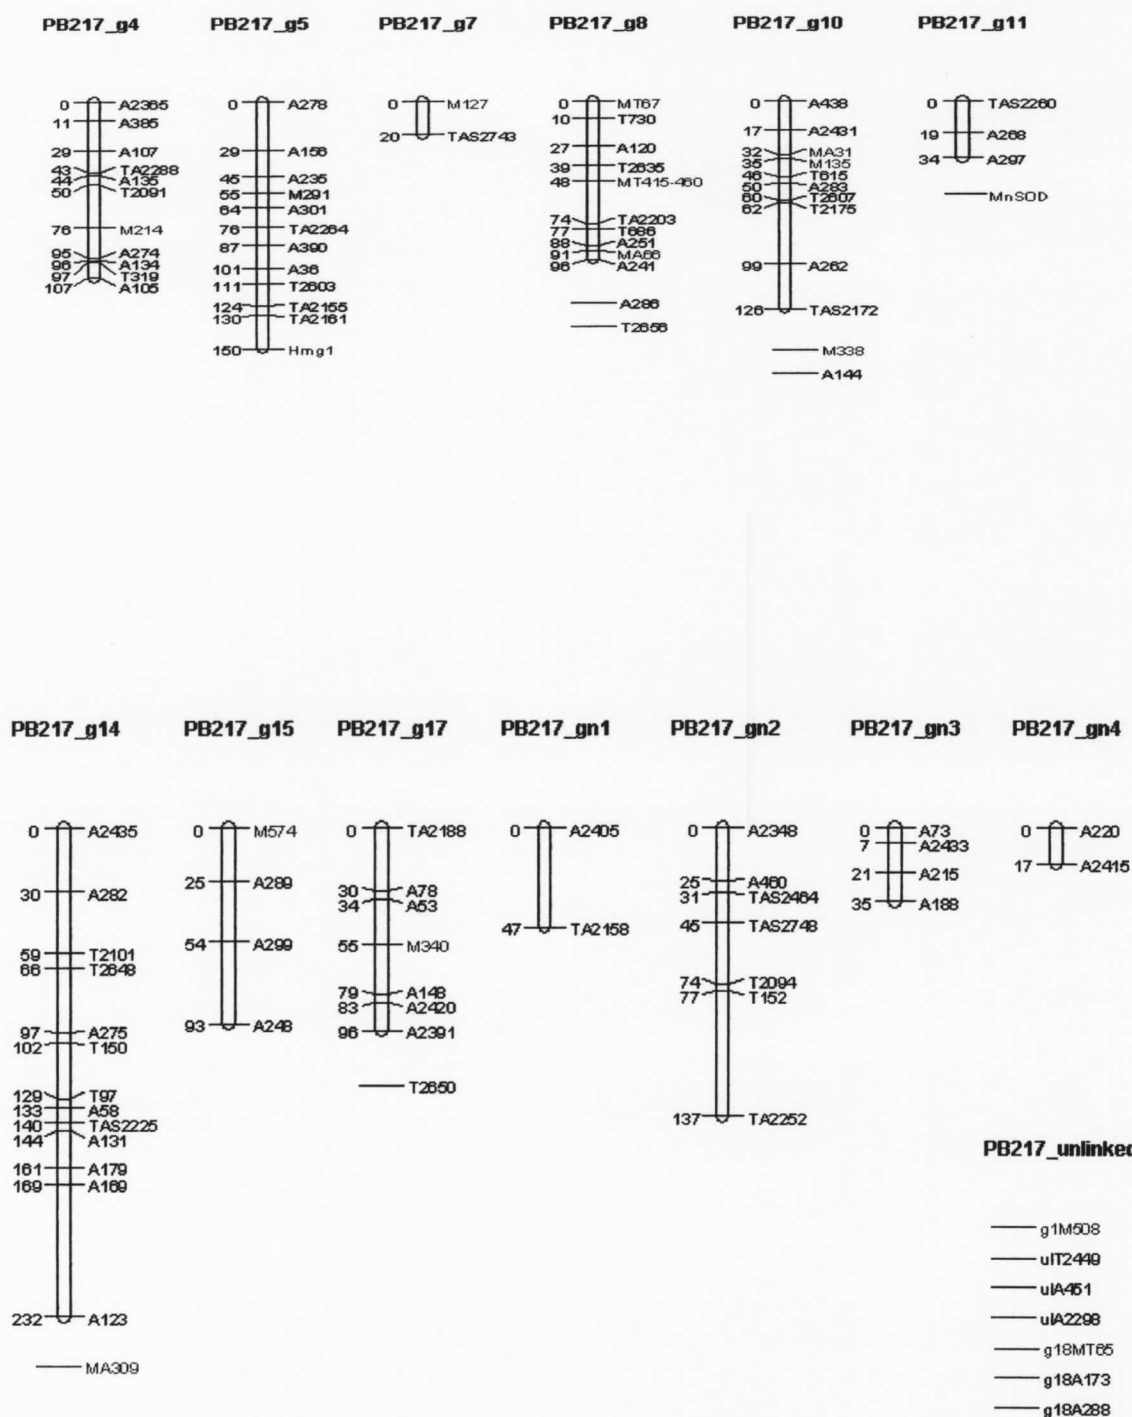 PB217_g4
0 A2365
11 A385
29 A107
43 TA2288
44 A135
50 T2091
76 M214
95 A274
96 A134
97 T319
107 A105
PB217_g5
0 A278
29 A156
45 A235
55 M291
64 A301
76 TA2264
87 A390
101 A36
111 T2603
124 TA2155
130 TA2161
150 Hmg1
PB217_g7
0 M127
20 TAS2743
PB217_g8
0 MT67
10 T730
27 A120
39 T2635
48 MT415-460
74 TA2203
77 T686
88 A251
91 MA66
96 A241
A286
T2656
PB217_g10
0 A438
17 A2431
32 MA31
35 M135
46 T615
50 A283
60 T2607
62 T2175
99 A262
126 TAS2172
M338
A144
PB217_g11
0 TAS2260
19 A268
34 A297
MnSOD
PB217_g14
0 A2435
30 A282
59 T2101
66 T2648
97 A275
102 T150
129 T97
133 A58
140 TAS2225
144 A131
161 A179
169 A169
232 A123
MA309
PB217_g15
0 M574
25 A289
54 A299
93 A248
PB217_g17
0 TA2188
30 A78
34 A53
55 M340
79 A148
83 A2420
96 A2391
T2650
PB217_gn1
0 A2405
47 TA2158
PB217_gn2
0 A2348
25 A460
31 TAS2464
45 TAS2748
74 T2094
77 T152
137 TA2252
PB217_gn3
0 A73
7 A2433
21 A215
35 A188
PB217_gn4
0 A220
17 A2415
PB217_unlinked
g1M508
ulT2449
ulA451
ulA2298
g18MT65
g18A173
g18A288